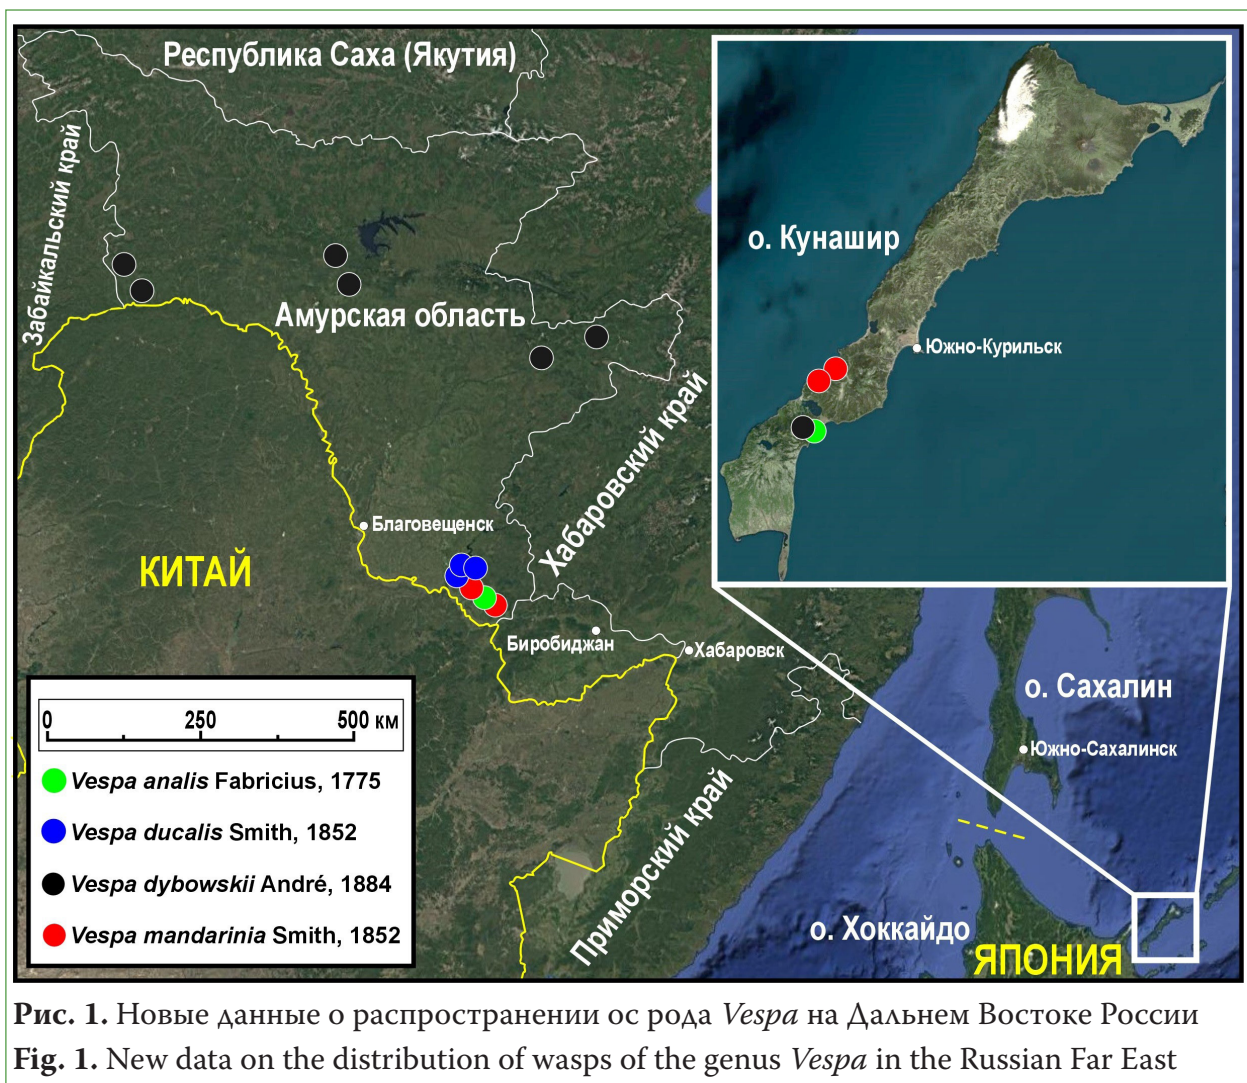 Республика Саха (Якутия)
Забайкальский край
о. Кунашир
Амурская область
Южно-Курильск
Хабаровский край
Благовещенск
КИТАЙ
Биробиджан
Хабаровск
о. Сахалин
Южно-Сахалинск
0 250 500 км
Vespa analis Fabricius, 1775
Vespa ducalis Smith, 1852
Vespa dybowskii André, 1884
Vespa mandarinia Smith, 1852
Приморский край
о. Хоккайдо
ЯПОНИЯ
Рис. 1. Новые данные о распространении ос рода Vespa на Дальнем Востоке России
Fig. 1. New data on the distribution of wasps of the genus Vespa in the Russian Far East